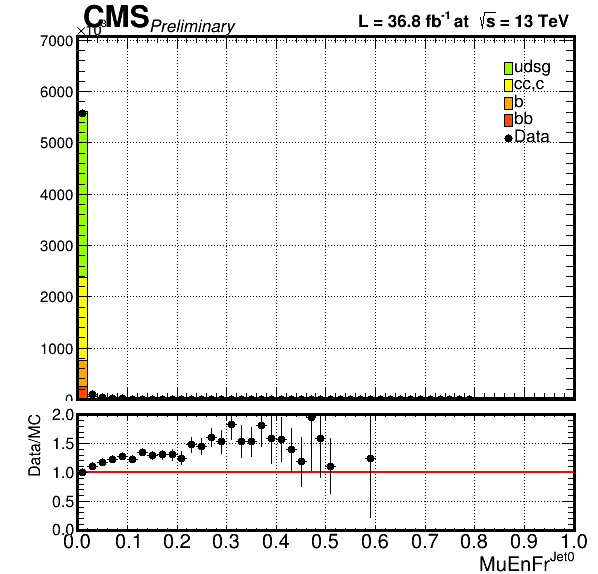 CMS Preliminary L = 36.8 fb⁻¹ at √s = 13 TeV
×10³
7000
6000
5000
4000
3000
2000
1000
0
udsg
cc,c
b
bb
Data
Data/MC
2.0
1.5
1.0
0.5
0.0
0.0 0.1 0.2 0.3 0.4 0.5 0.6 0.7 0.8 0.9 1.0
MuEnFr^Jet0